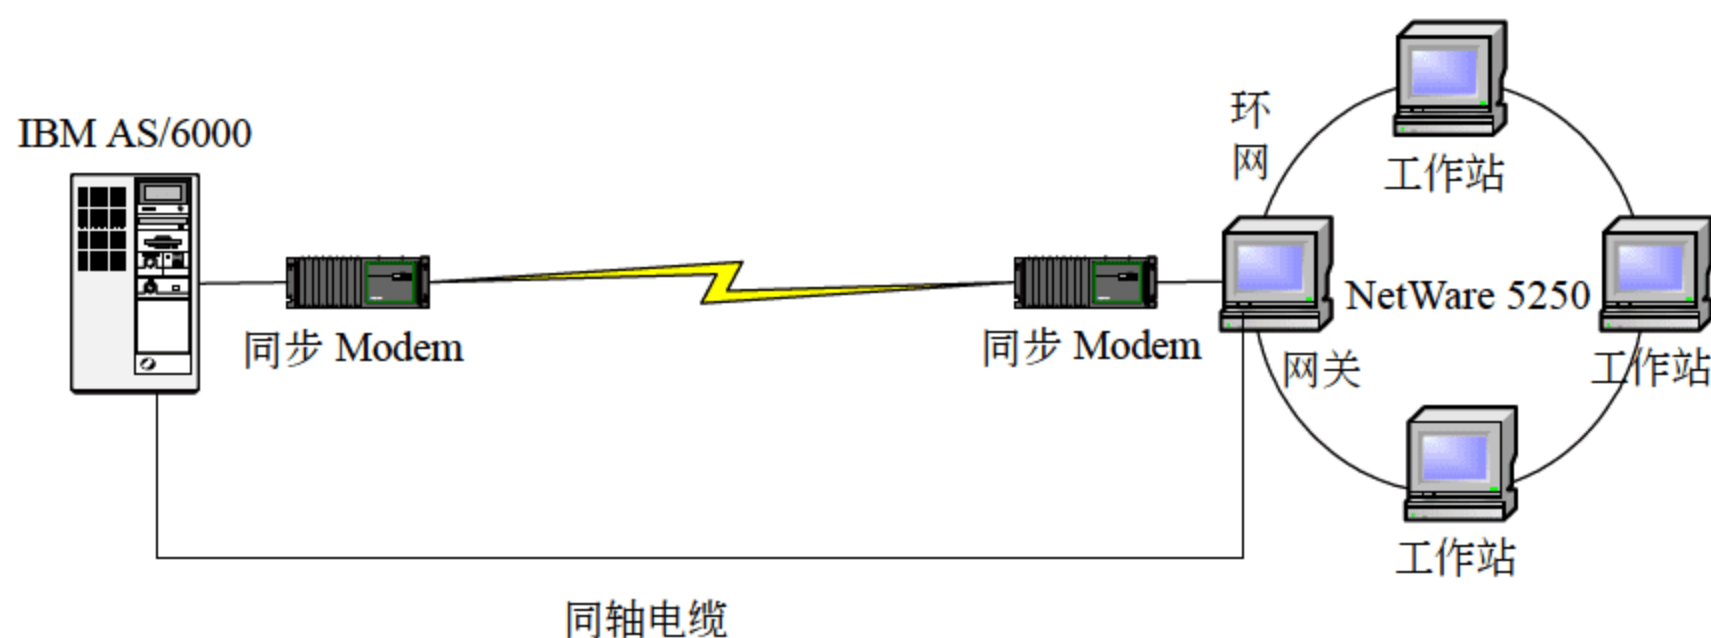 IBM AS/6000
环
网
工作站
NetWare 5250
同步 Modem
同步 Modem
网关
工作站
工作站
同轴电缆